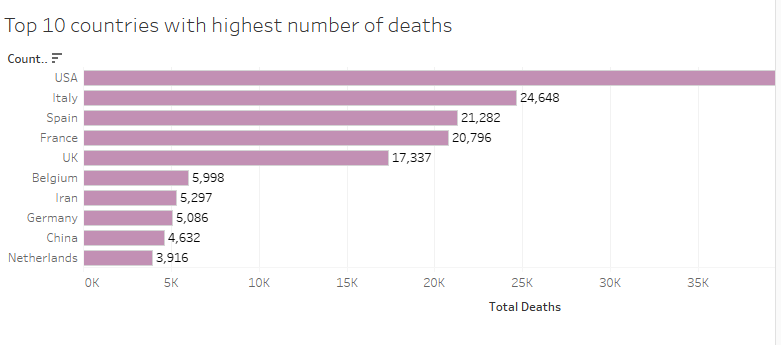 Top 10 countries with highest number of deaths
Count..
USA
Italy 24,648
Spain 21,282
France 20,796
UK 17,337
Belgium 5,998
Iran 5,297
Germany 5,086
China 4,632
Netherlands 3,916
0K 5K 10K 15K 20K 25K 30K 35K
Total Deaths